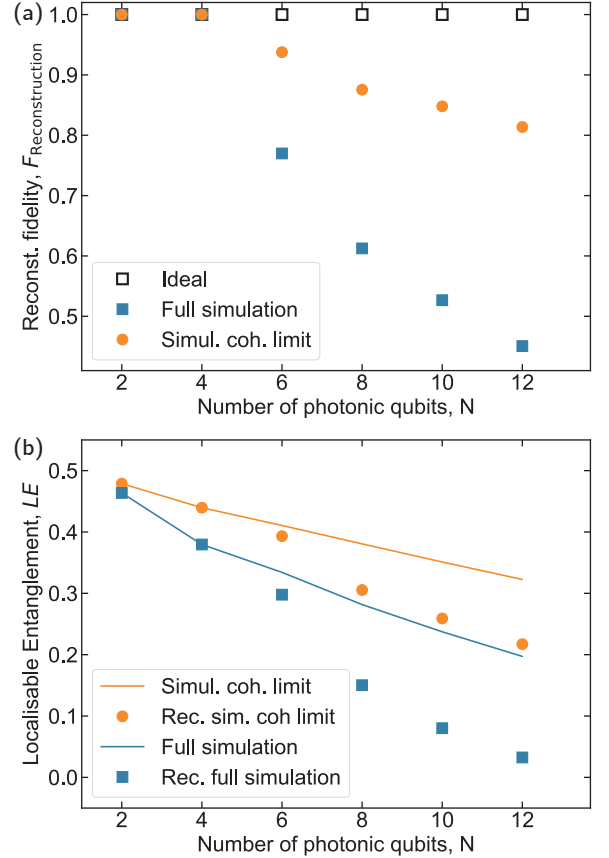 (a)
1.0
0.9
0.8
0.7
0.6
0.5
Reconst. fidelity, F_Reconstruction
Ideal
Full simulation
Simul. coh. limit
2 4 6 8 10 12
Number of photonic qubits, N
(b)
0.5
0.4
0.3
0.2
0.1
0.0
Localisable Entanglement, LE
Simul. coh. limit
Rec. sim. coh limit
Full simulation
Rec. full simulation
2 4 6 8 10 12
Number of photonic qubits, N